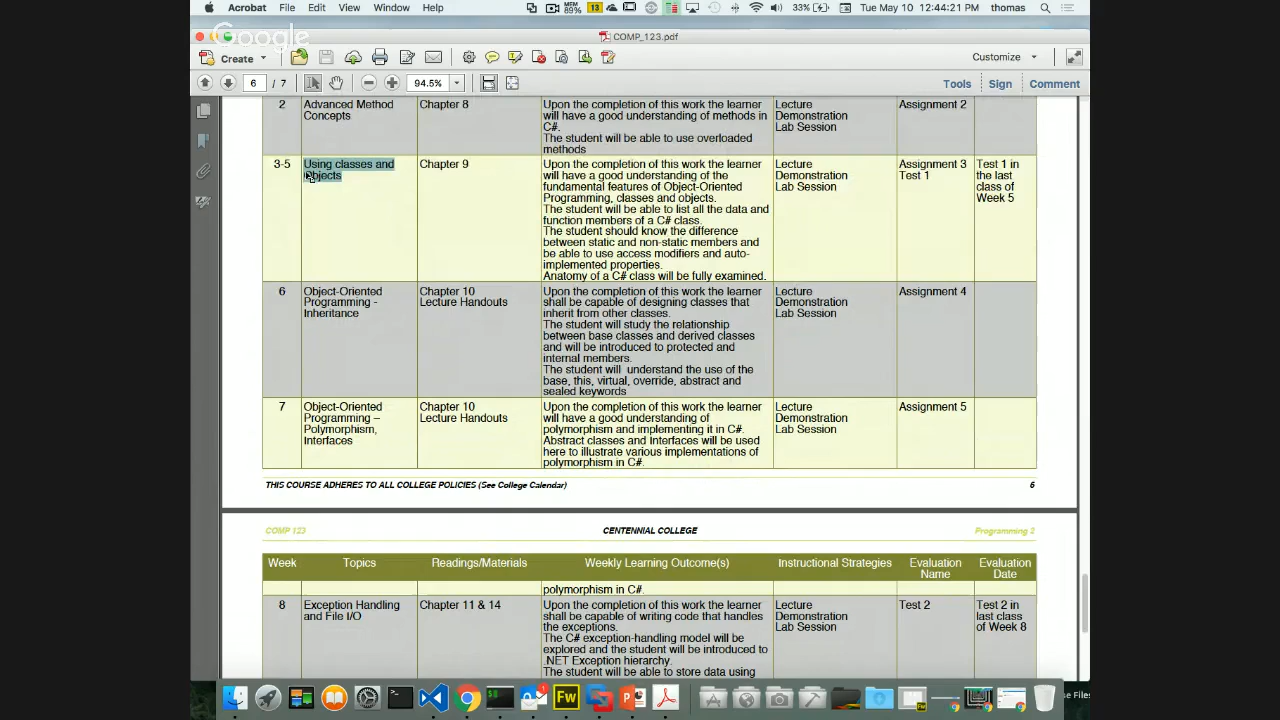 Acrobat File Edit View Window Help MEM 89% 13 33% Tue May 10 12:44:21 PM thomas
Google
COMP_123.pdf
Create Customize
6 / 7 94.5% Tools Sign Comment
2 Advanced Method Concepts Chapter 8 Upon the completion of this work the learner Lecture Assignment 2
will have a good understanding of methods in Demonstration
C#. Lab Session
The student will be able to use overloaded
methods
3-5 Using classes and Chapter 9 Upon the completion of this work the learner Lecture Assignment 3 Test 1 in
Objects will have a good understanding of the Demonstration Test 1 the last
fundamental features of Object-Oriented Lab Session class of
Programming, classes and objects. Week 5
The student will be able to list all the data and
function members of a C# class.
The student should know the difference
between static and non-static members and
be able to use access modifiers and auto-
implemented properties.
Anatomy of a C# class will be fully examined.
6 Object-Oriented Chapter 10 Upon the completion of this work the learner Lecture Assignment 4
Programming - Lecture Handouts shall be capable of designing classes that Demonstration
Inheritance inherit from other classes. Lab Session
The student will study the relationship
between base classes and derived classes
and will be introduced to protected and
internal members.
The student will understand the use of the
base, this, virtual, override, abstract and
sealed keywords
7 Object-Oriented Chapter 10 Upon the completion of this work the learner Lecture Assignment 5
Programming – Lecture Handouts will have a good understanding of Demonstration
Polymorphism, polymorphism and implementing it in C#. Lab Session
Interfaces Abstract classes and Interfaces will be used
here to illustrate various implementations of
polymorphism in C#.
THIS COURSE ADHERES TO ALL COLLEGE POLICIES (See College Calendar) 6
COMP 123 CENTENNIAL COLLEGE Programming 2
Week Topics Readings/Materials Weekly Learning Outcome(s) Instructional Strategies Evaluation Evaluation
Name Date
polymorphism in C#.
8 Exception Handling Chapter 11 & 14 Upon the completion of this work the learner Lecture Test 2 Test 2 in
and File I/O shall be capable of writing code that handles Demonstration last class
the exceptions. Lab Session of Week 8
The C# exception-handling model will be
explored and the student will be introduced to
.NET Exception hierarchy.
The student will be able to store data using
Fw